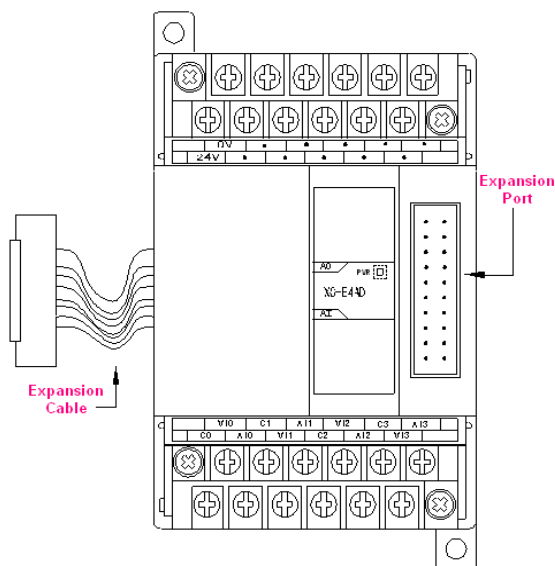 0V
24V
Expansion
Port
AO
PWR
XC-E4AD
AI
Expansion
Cable
VI0 C1 AI1 VI2 C3 AI3
C0 AI0 VI1 C2 AI2 VI3